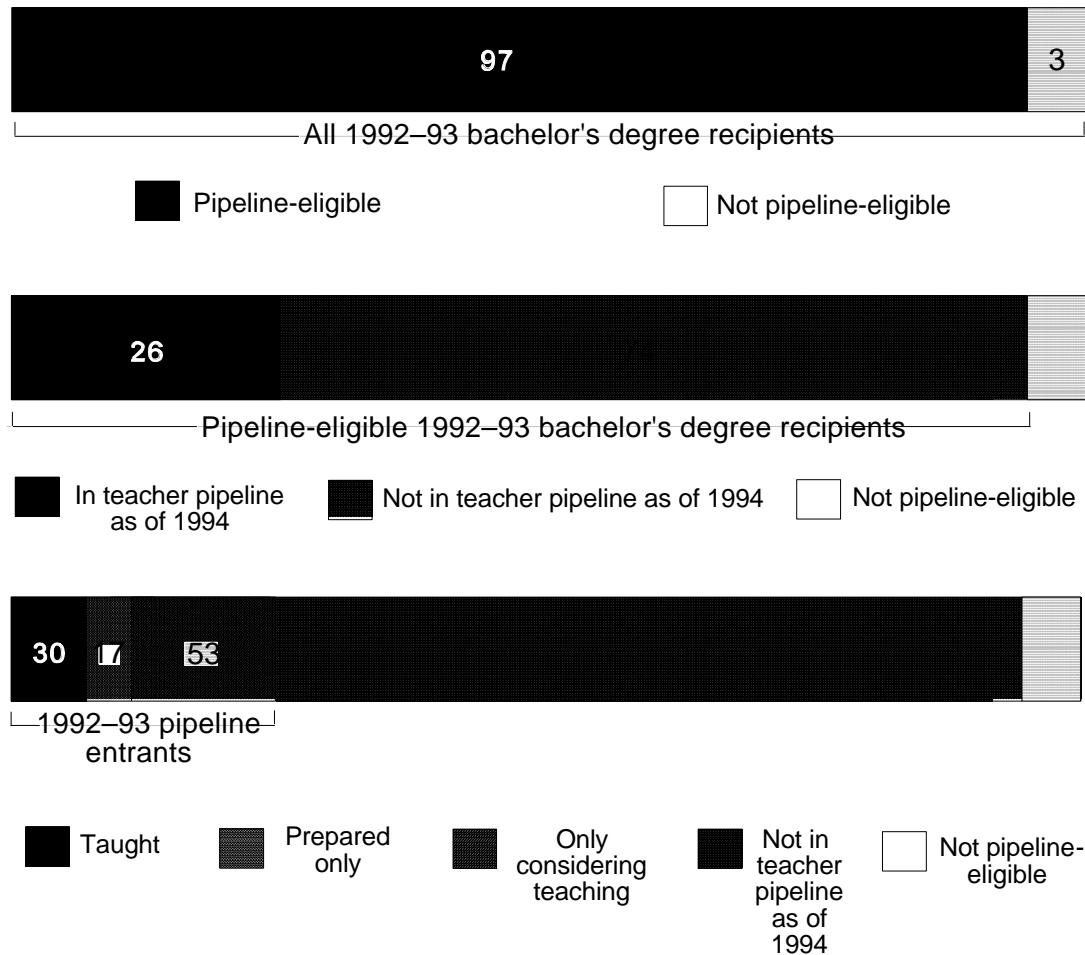 97
3
All 1992–93 bachelor's degree recipients
Pipeline-eligible
Not pipeline-eligible
26
74
Pipeline-eligible 1992–93 bachelor's degree recipients
In teacher pipeline
as of 1994
Not in teacher pipeline as of 1994
Not pipeline-eligible
30
17
53
1992–93 pipeline
entrants
Taught
Prepared
only
Only
considering
teaching
Not in
teacher
pipeline
as of
1994
Not pipeline-
eligible